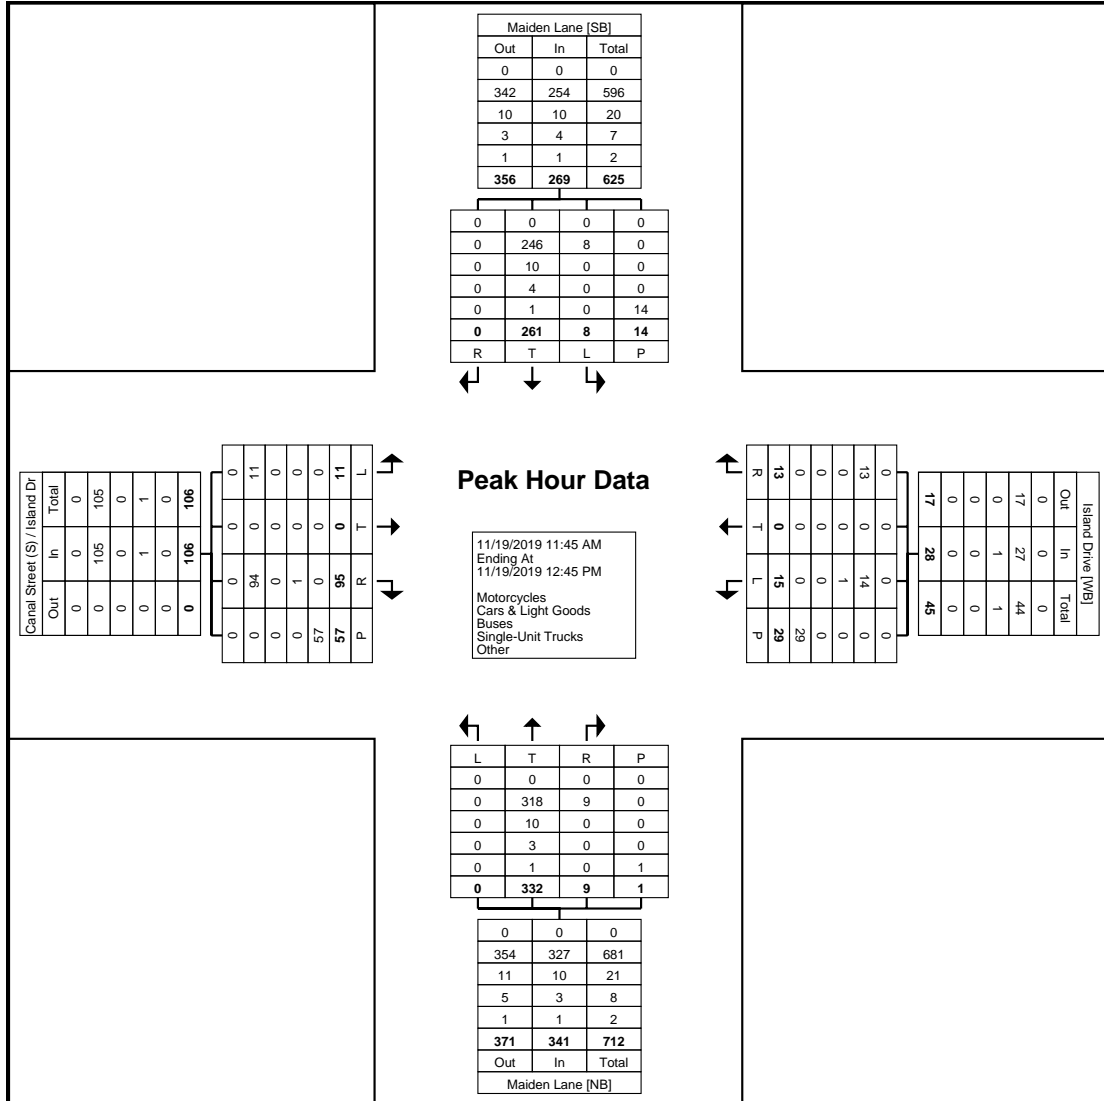 Maiden Lane [SB]
Out In Total
0 0 0
342 254 596
10 10 20
3 4 7
1 1 2
356 269 625
0 0 0 0
0 246 8 0
0 10 0 0
0 4 0 0
0 1 0 14
0 261 8 14
R T L P
Canal Street (S) / Island Dr
Total In Out
0 0 0
105 105 0
0 0 0
1 1 0
0 0 0
106 106 0
0 0 0 0
11 0 94 0
0 0 0 0
0 0 1 0
0 0 0 57
11 0 95 57
L T R P
Peak Hour Data
11/19/2019 11:45 AM
Ending At
11/19/2019 12:45 PM
Motorcycles
Cars & Light Goods
Buses
Single-Unit Trucks
Other
Island Drive [WB]
Out In Total
0 0 0
17 27 44
0 1 1
0 0 0
0 0 0
17 28 45
0 0 0 0
13 0 14 0
0 0 1 0
0 0 0 0
0 0 0 29
13 0 15 29
R T L P
L T R P
0 0 0 0
0 318 9 0
0 10 0 0
0 3 0 0
0 1 0 1
0 332 9 1
0 0 0
354 327 681
11 10 21
5 3 8
1 1 2
371 341 712
Out In Total
Maiden Lane [NB]